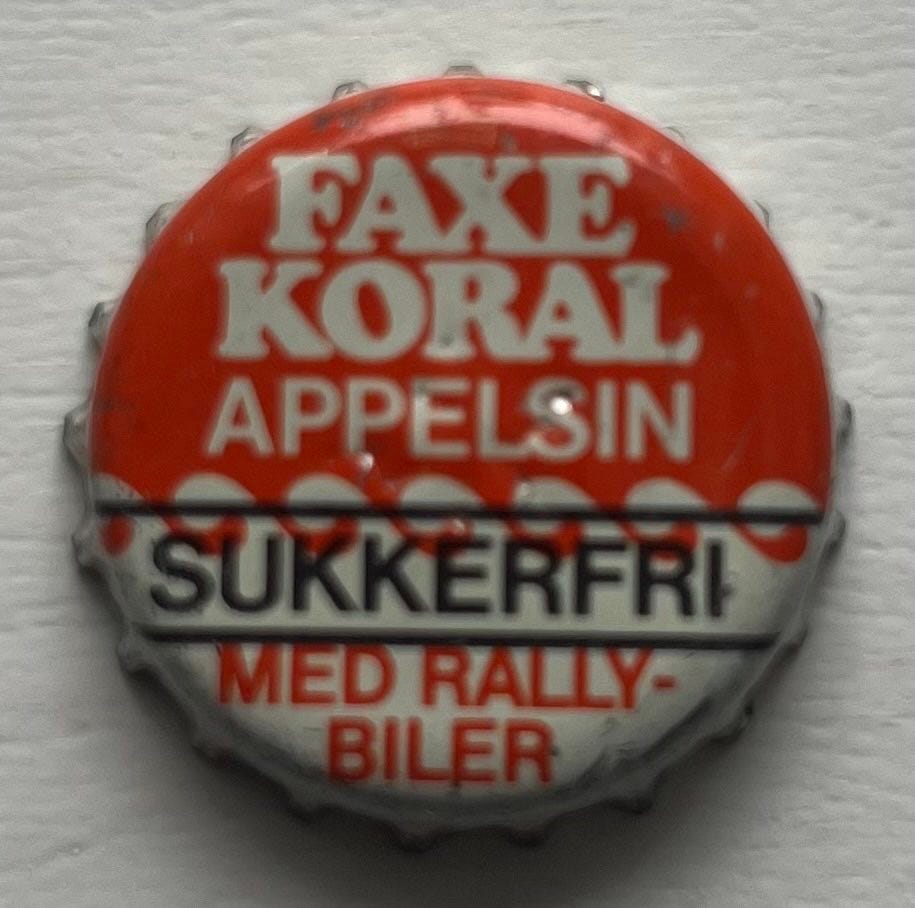 FAXE
KORAL
APPELSIN
SUKKERFRI
MED RALLY-
BILER